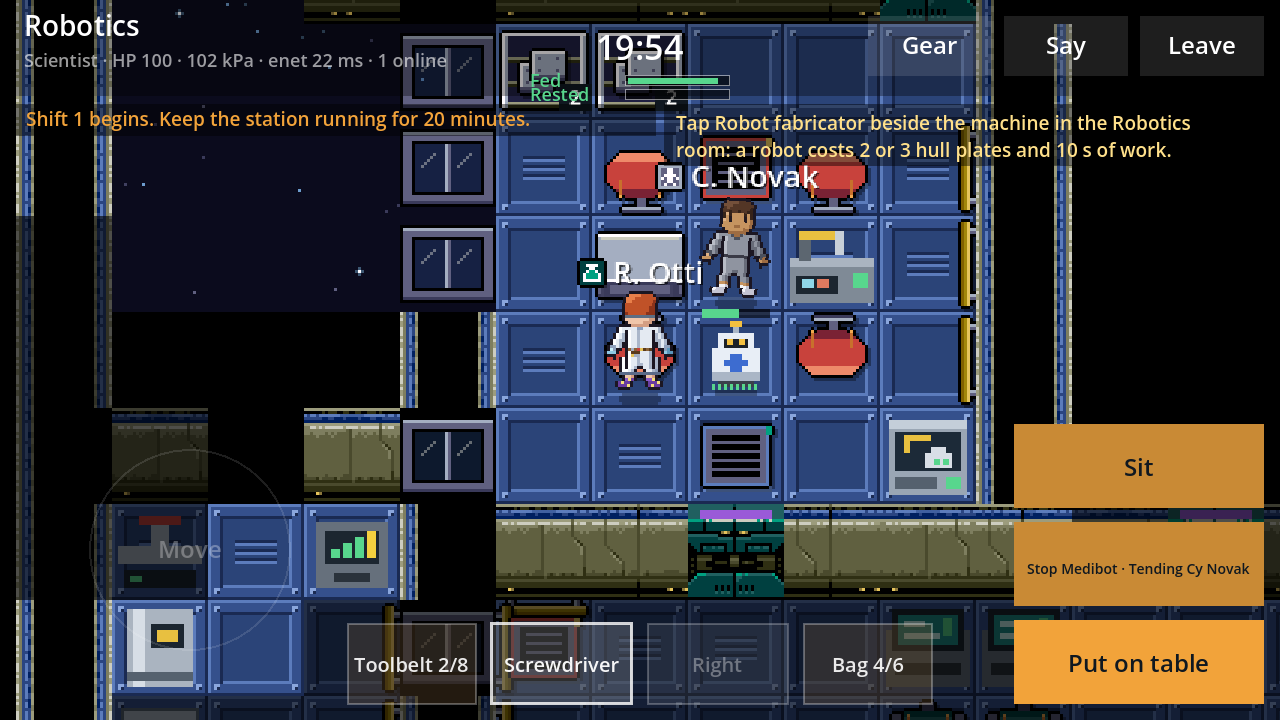 Robotics
Scientist · HP 100 · 102 kPa · enet 22 ms · 1 online
19:54
Fed
Rested
2
2
Gear
Say
Leave
Shift 1 begins. Keep the station running for 20 minutes.
Tap Robot fabricator beside the machine in the Robotics
room: a robot costs 2 or 3 hull plates and 10 s of work.
C. Novak
R. Otti
Move
Sit
Stop Medibot · Tending Cy Novak
Put on table
Toolbelt 2/8
Screwdriver
Right
Bag 4/6